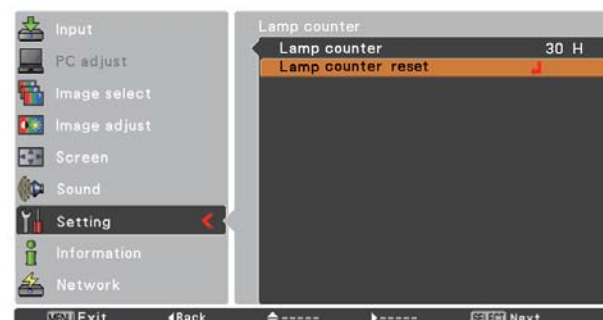 Input
PC adjust
Image select
Image adjust
Screen
Sound
Setting
Information
Network
Lamp counter
Lamp counter 30 H
Lamp counter reset
MENU Exit ◀Back ◆----- ▶----- SELECT Next